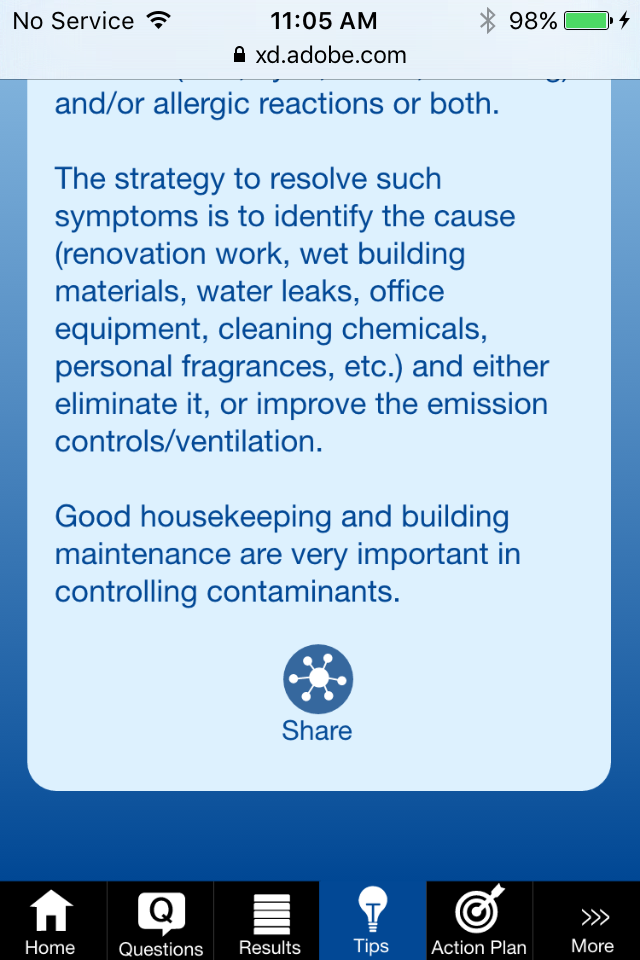 No Service 11:05 AM 98%
xd.adobe.com
and/or allergic reactions or both.
The strategy to resolve such
symptoms is to identify the cause
(renovation work, wet building
materials, water leaks, office
equipment, cleaning chemicals,
personal fragrances, etc.) and either
eliminate it, or improve the emission
controls/ventilation.
Good housekeeping and building
maintenance are very important in
controlling contaminants.
Share
Q
T
Home Questions Results Tips Action Plan More